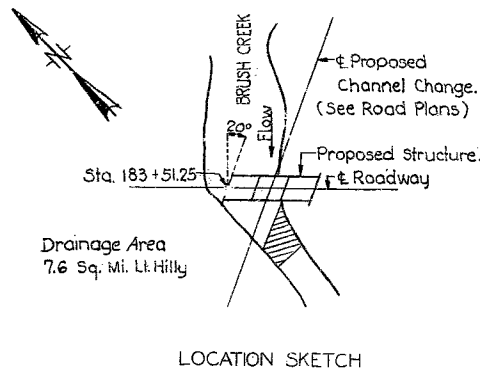 BRUSH CREEK
Flow
20°
℄ Proposed
Channel Change.
(See Road Plans)
Proposed Structure.
℄ Roadway
Sta. 183+51.25
Drainage Area
7.6 Sq. Mi. Lt. Hilly
LOCATION SKETCH
N